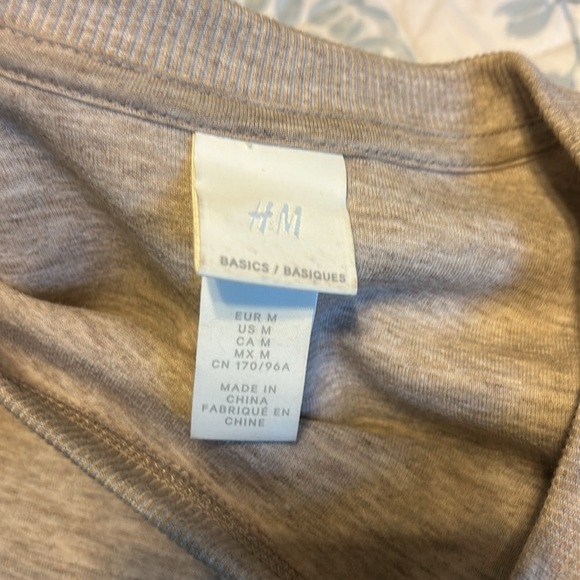 H&M
BASICS / BASIQUES
EUR M
US M
CA M
MX M
CN 170/96A
MADE IN
CHINA
FABRIQUÉ EN
CHINE